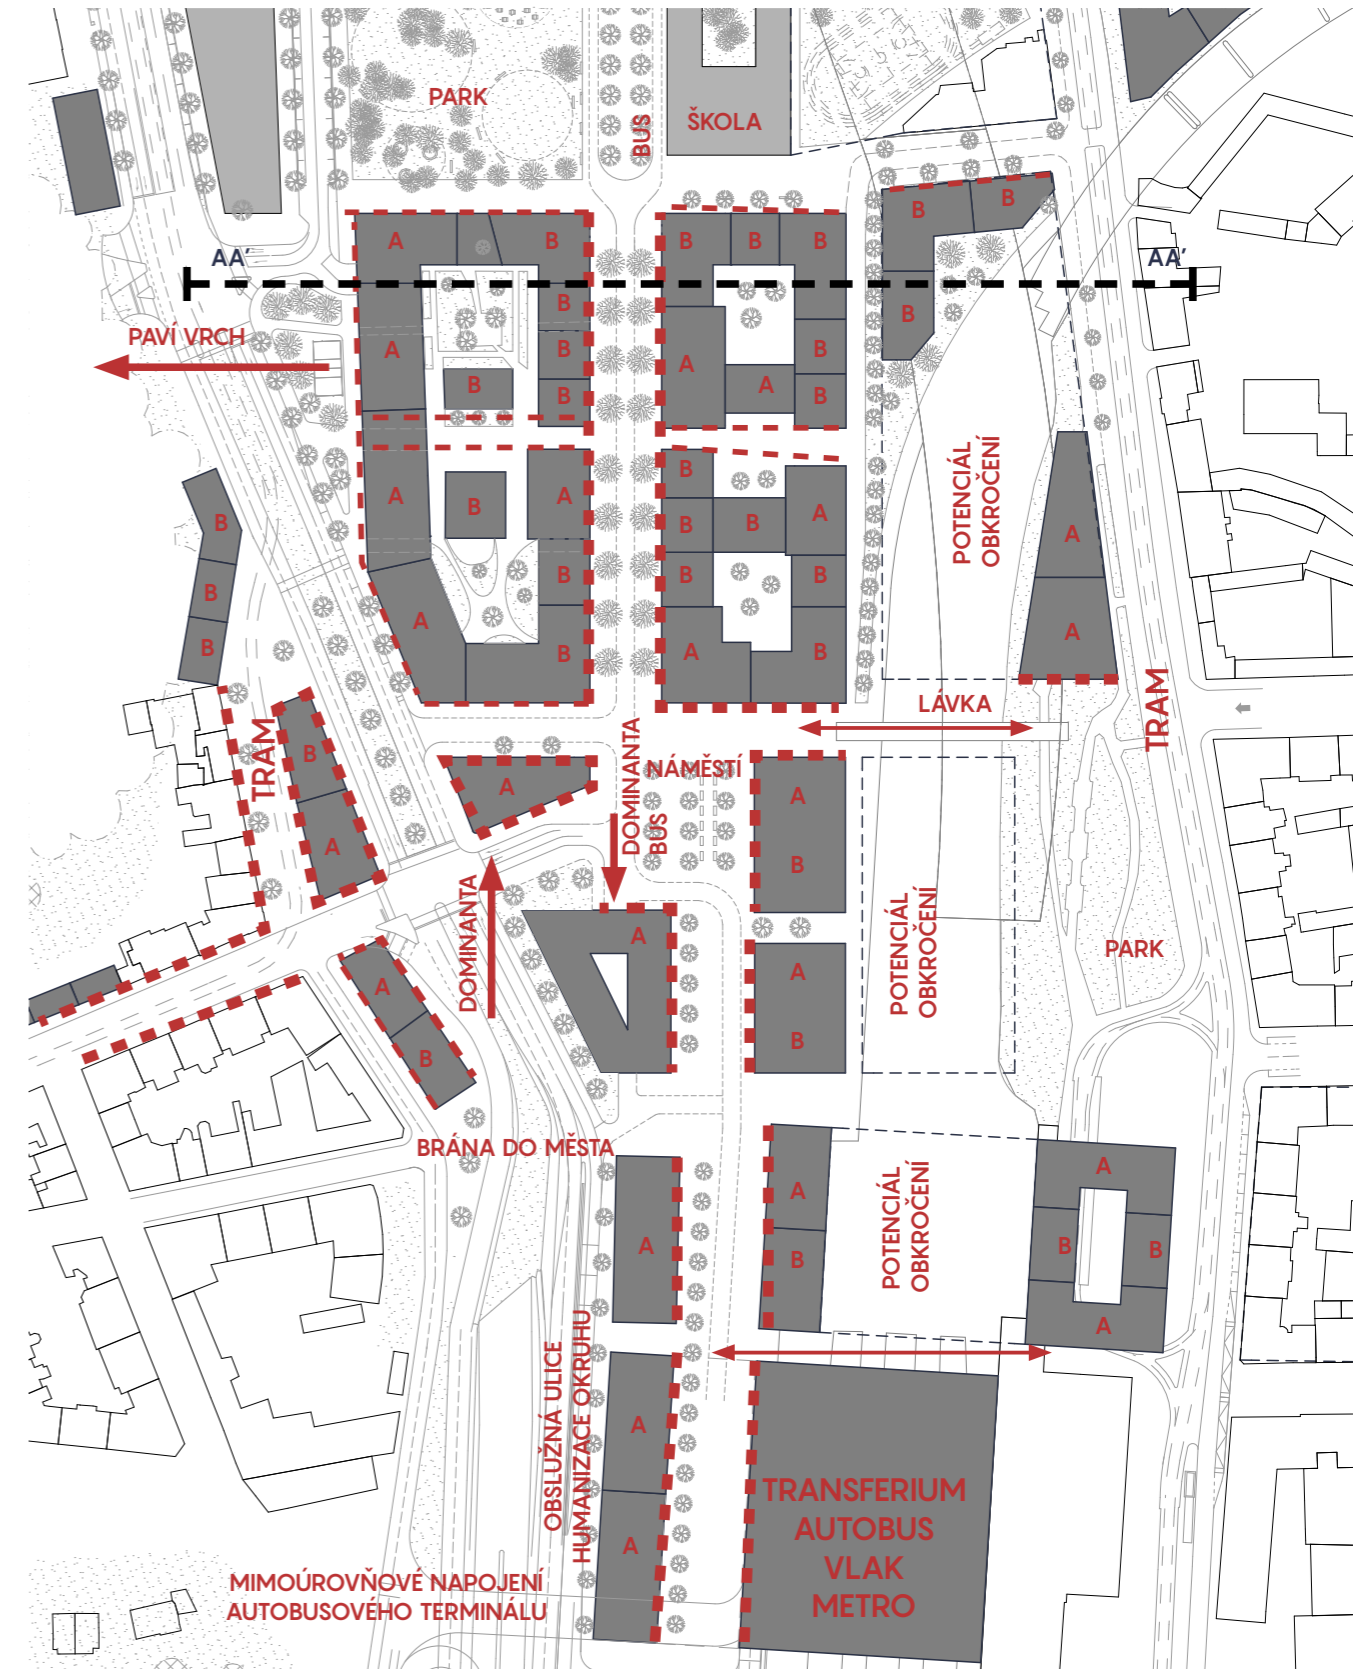 PARK
BUS
ŠKOLA
B
B
A
B
B
B
B
AA´
AA´
B
B
PAVÍ VRCH
A
B
B
A
B
B
A
B
B
POTENCIÁL
OBKROČENÍ
B
A
B
A
B
B
A
A
B
B
B
B
B
A
A
B
B
A
B
LÁVKA
TRAM
TRAM
B
DOMINANTA
BUS
NÁMĚSTÍ
A
A
A
B
DOMINANTA
POTENCIÁL
OBKROČENÍ
A
PARK
A
A
B
B
BRÁNA DO MĚSTA
A
A
POTENCIÁL
OBKROČENÍ
A
B
B
B
A
A
OBSLUŽNÁ ULICE
HUMANIZACE OKRUHU
A
TRANSFERIUM
AUTOBUS
VLAK
METRO
A
MIMOÚROVŇOVÉ NAPOJENÍ
AUTOBUSOVÉHO TERMINÁLU